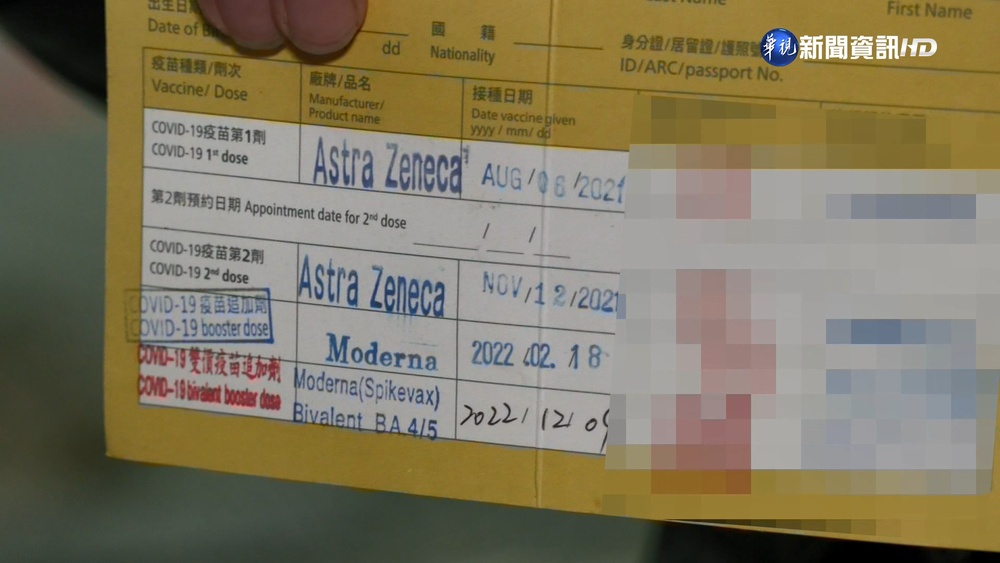 華視新聞資訊HD
First Name
出生日
Date of
dd
國籍
Nationality
身分證/居留證/護照號
ID/ARC/passport No.
疫苗種類/劑次
Vaccine/ Dose
廠牌/品名
Manufacturer/
Product name
接種日期
Date vaccine given
yyyy / mm/ dd
COVID-19疫苗第1劑
COVID-19 1st dose
Astra Zeneca
AUG/06/2021
第2劑預約日期 Appointment date for 2nd dose
/ /
COVID-19疫苗第2劑
COVID-19 2nd dose
Astra Zeneca
NOV/12/2021
COVID-19 疫苗追加劑
COVID-19 booster dose
Moderna
2022.02.18
COVID-19 雙價疫苗追加劑
COVID-19 bivalent booster dose
Moderna(Spikevax)
Bivalent BA.4/5
2022/12/09